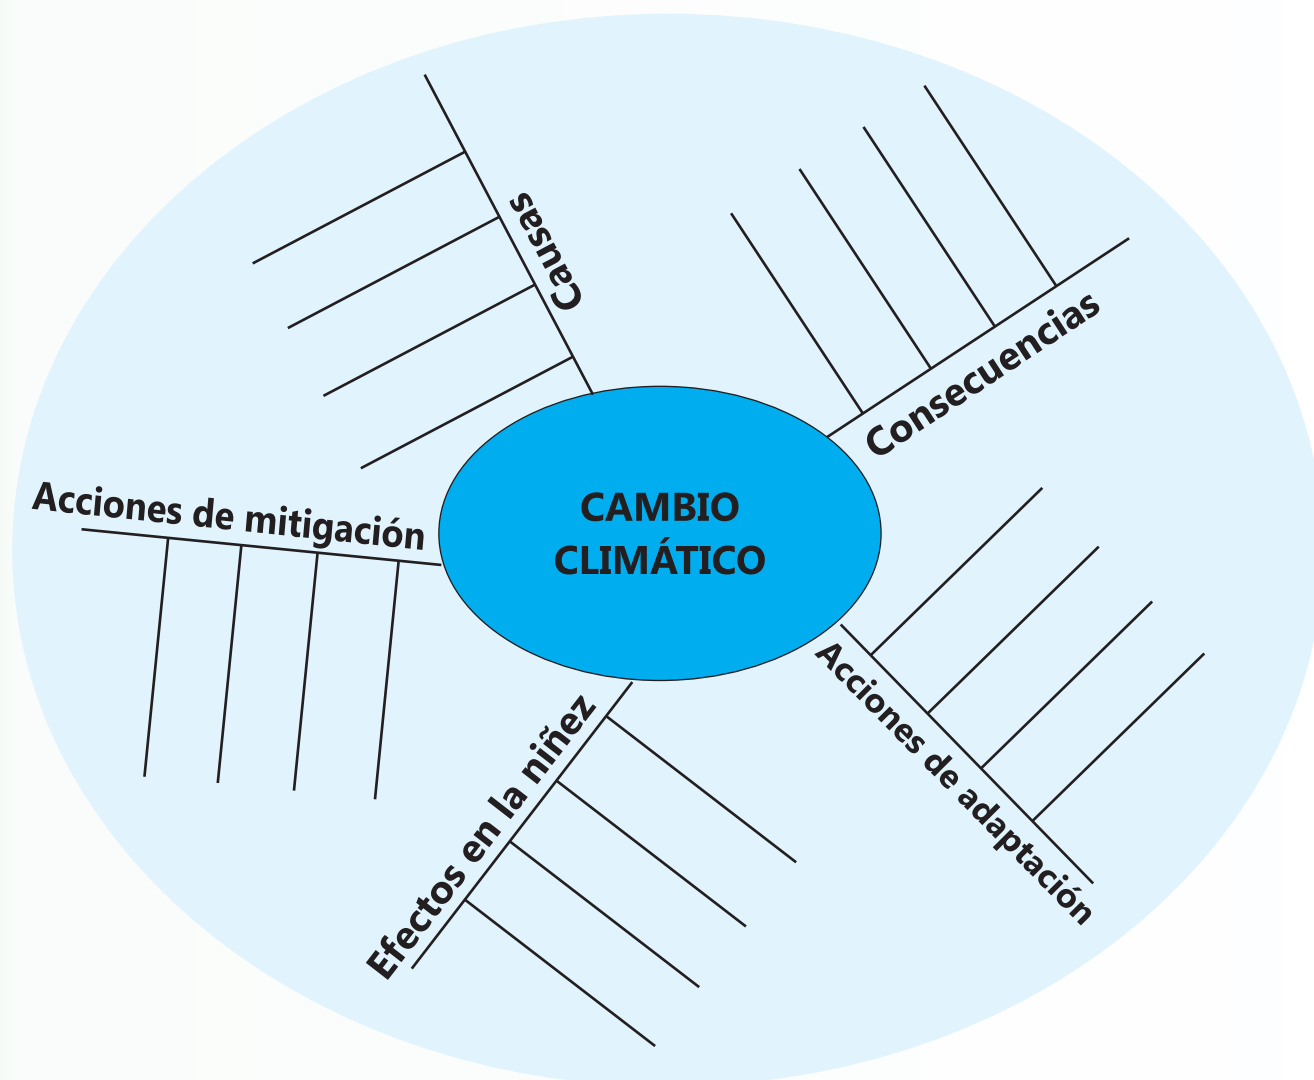 Causas
Consecuencias
Acciones de mitigación
CAMBIO
CLIMÁTICO
Acciones de adaptación
Efectos en la niñez